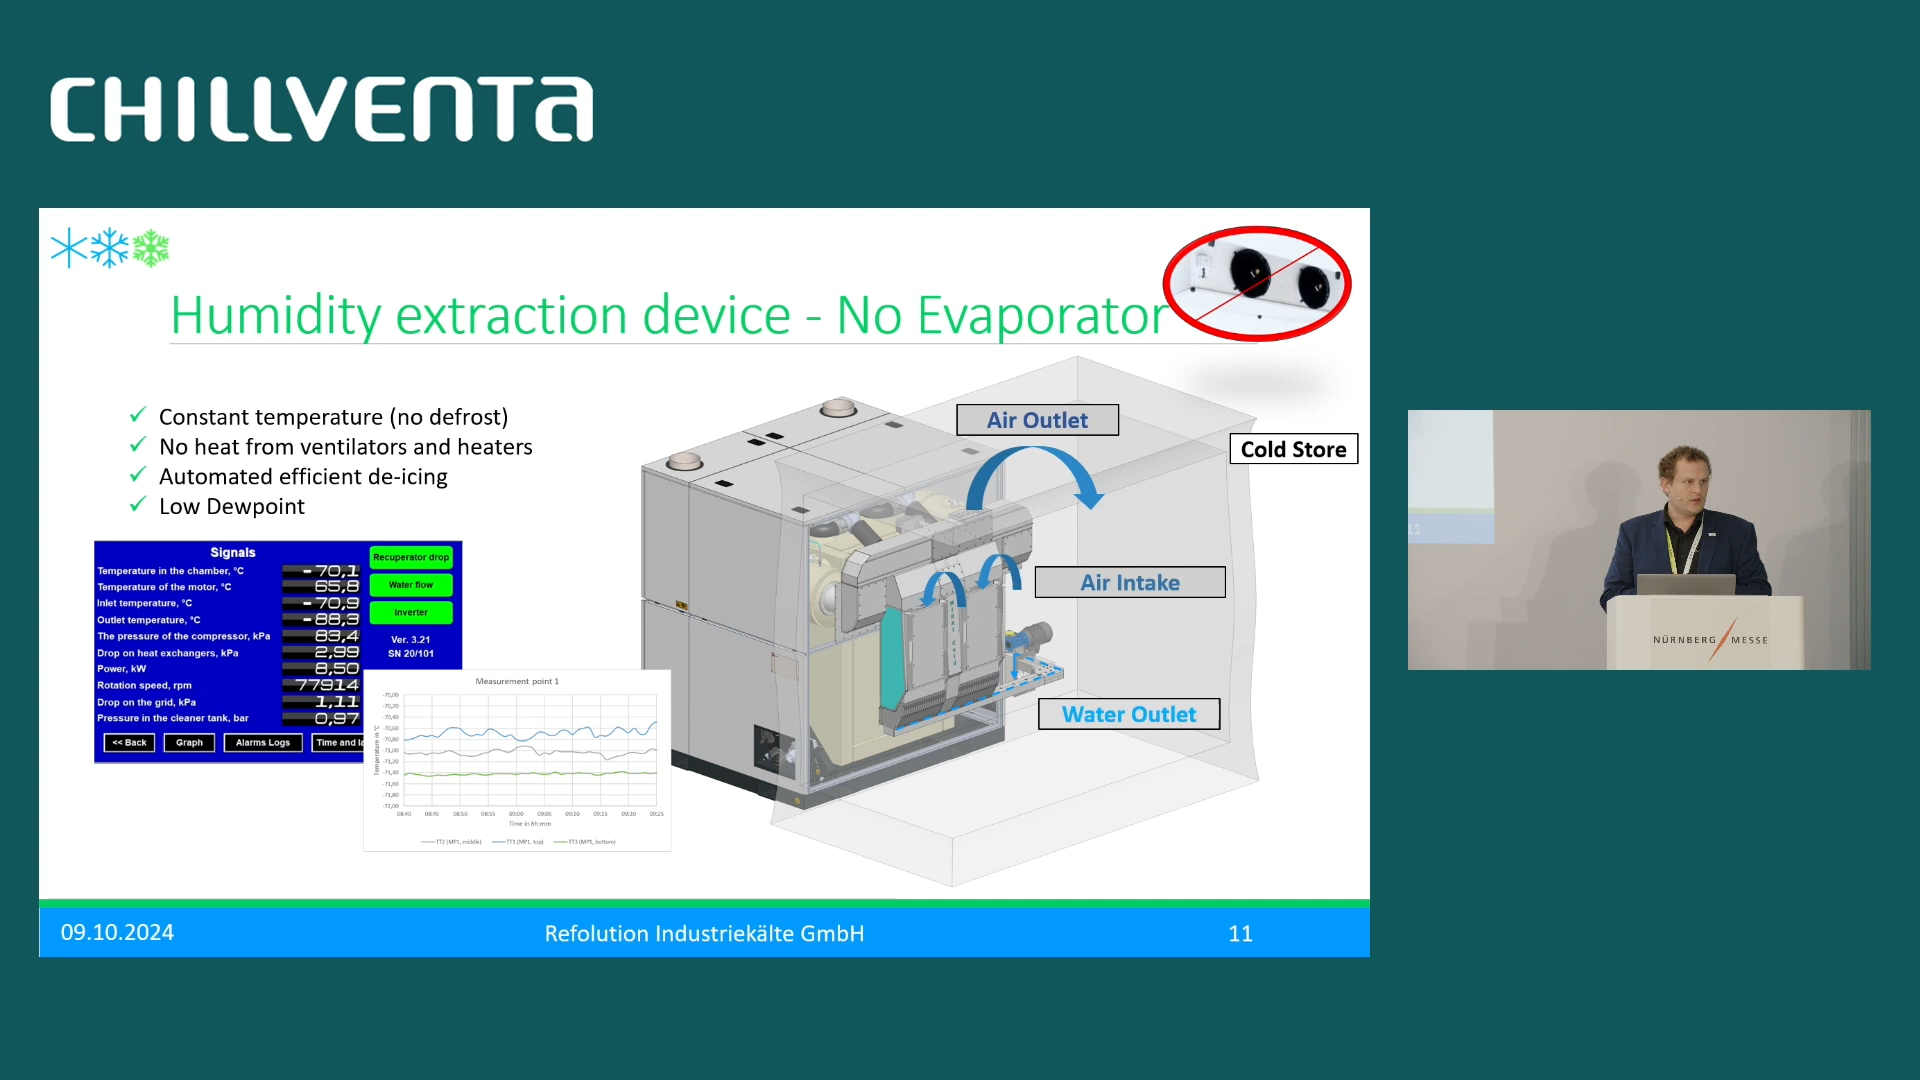 CHILLVENTA
Humidity extraction device - No Evaporator
✓ Constant temperature (no defrost)
✓ No heat from ventilators and heaters
✓ Automated efficient de-icing
✓ Low Dewpoint
Air Outlet
Cold Store
Air Intake
Water Outlet
MIRAI Cold
Signals
Temperature in the chamber, °C -70,1
Temperature of the motor, °C 65,8
Inlet temperature, °C -70,9
Outlet temperature, °C -88,3
The pressure of the compressor, kPa 83,4
Drop on heat exchangers, kPa 2,99
Power, kW 8,50
Rotation speed, rpm 77914
Drop on the grid, kPa 1,11
Pressure in the cleaner tank, bar 0,97
Recuperator drop
Water flow
Inverter
Ver. 3.21
SN 20/101
<< Back Graph Alarms Logs Time and la
Measurement point 1
Temperature in °C
-70,00
-70,20
-70,40
-70,60
-70,80
-71,00
-71,20
-71,40
-71,60
-71,80
-72,00
08:40 08:45 08:50 08:55 09:00 09:05 09:10 09:15 09:20 09:25
Time in hh:mm
TT2 (MP1, middle) TT1 (MP1, top) TT3 (MP1, bottom)
09.10.2024 Refolution Industriekälte GmbH 11
11
NÜRNBERG MESSE